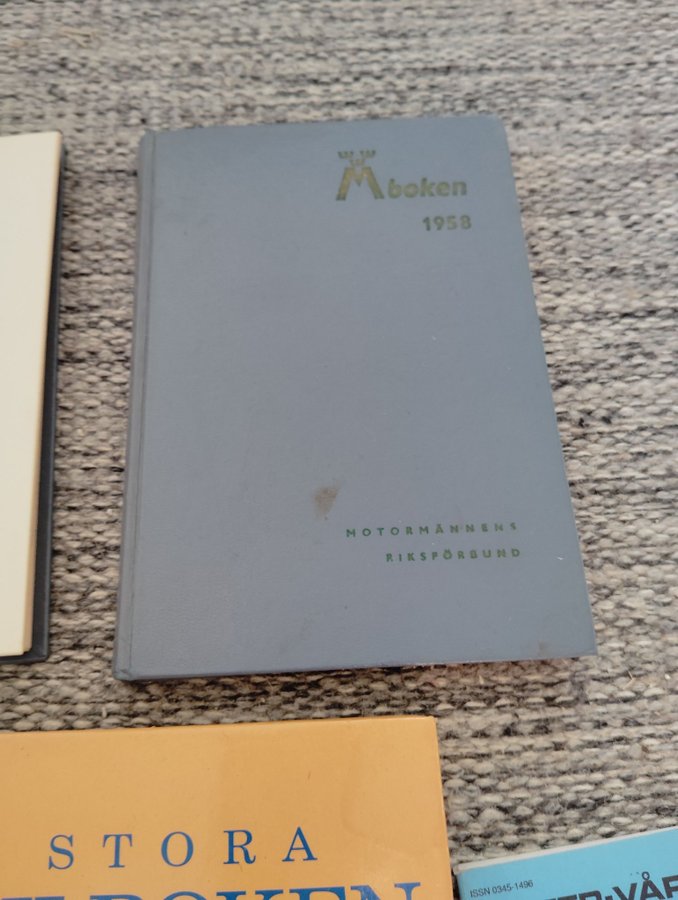 Mboken
1958
MOTORMÄNNENS
RIKSFÖRBUND
STORA
ISSN 0345-1496